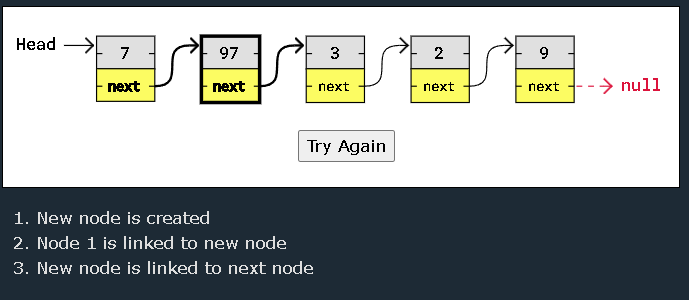 Head 7 97 3 2 9
next next next next next null
Try Again
1. New node is created
2. Node 1 is linked to new node
3. New node is linked to next node